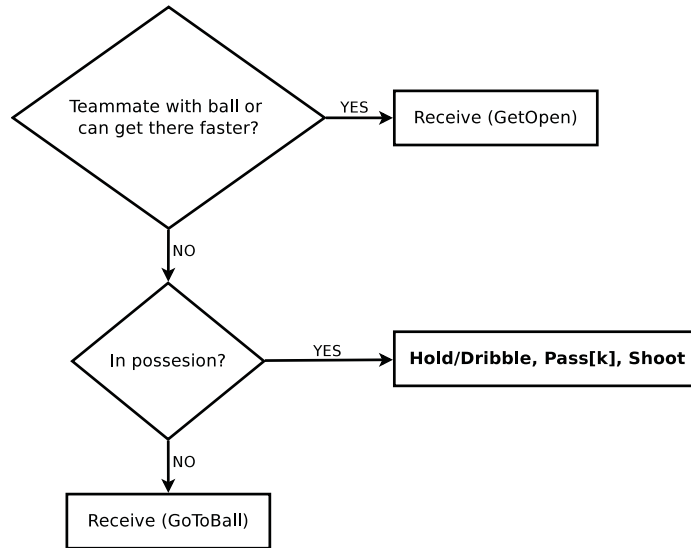 Teammate with ball or
can get there faster?
YES
Receive (GetOpen)
NO
In possesion?
YES
Hold/Dribble, Pass[k], Shoot
NO
Receive (GoToBall)